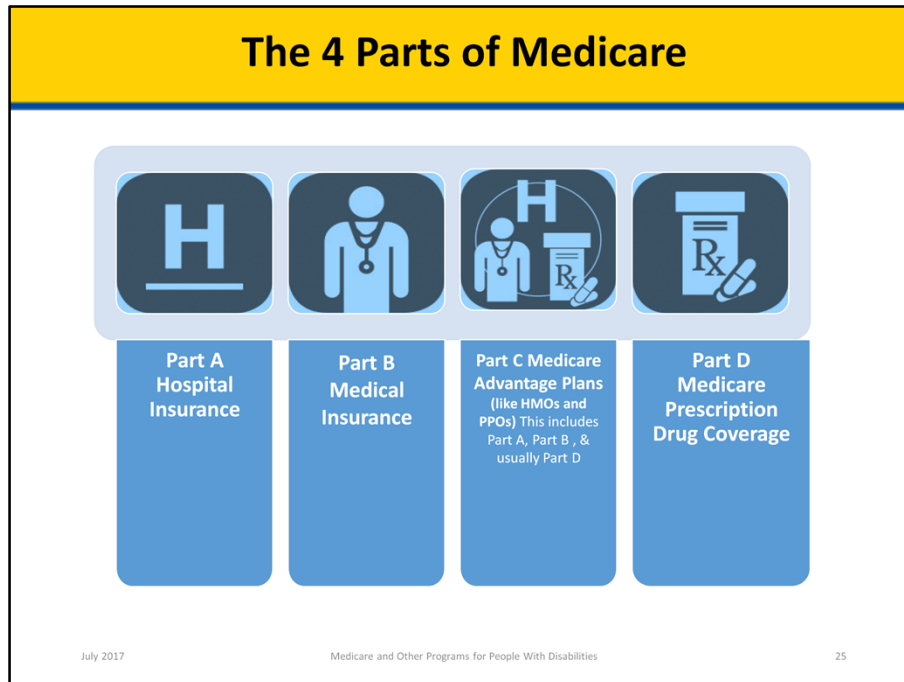 The 4 Parts of Medicare
H
H
Rx
Rx
Part A
Hospital
Insurance
Part B
Medical
Insurance
Part C Medicare
Advantage Plans
(like HMOs and
PPOs) This includes
Part A, Part B , &
usually Part D
Part D
Medicare
Prescription
Drug Coverage
July 2017
Medicare and Other Programs for People With Disabilities
25